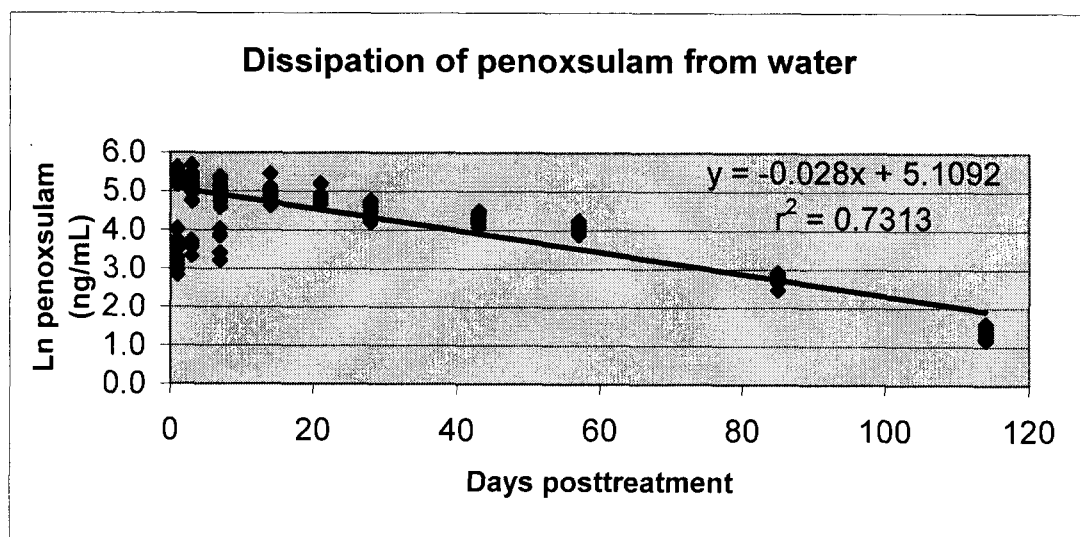 Dissipation of penoxsulam from water
Ln penoxsulam
(ng/mL)
6.0
5.0
4.0
3.0
2.0
1.0
0.0
y = -0.028x + 5.1092
r² = 0.7313
0 20 40 60 80 100 120
Days posttreatment